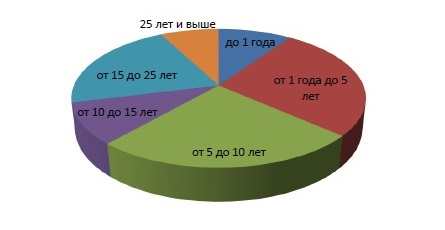 25 лет и выше
до 1 года
от 1 года до 5
лет
от 5 до 10 лет
от 10 до 15 лет
от 15 до 25 лет